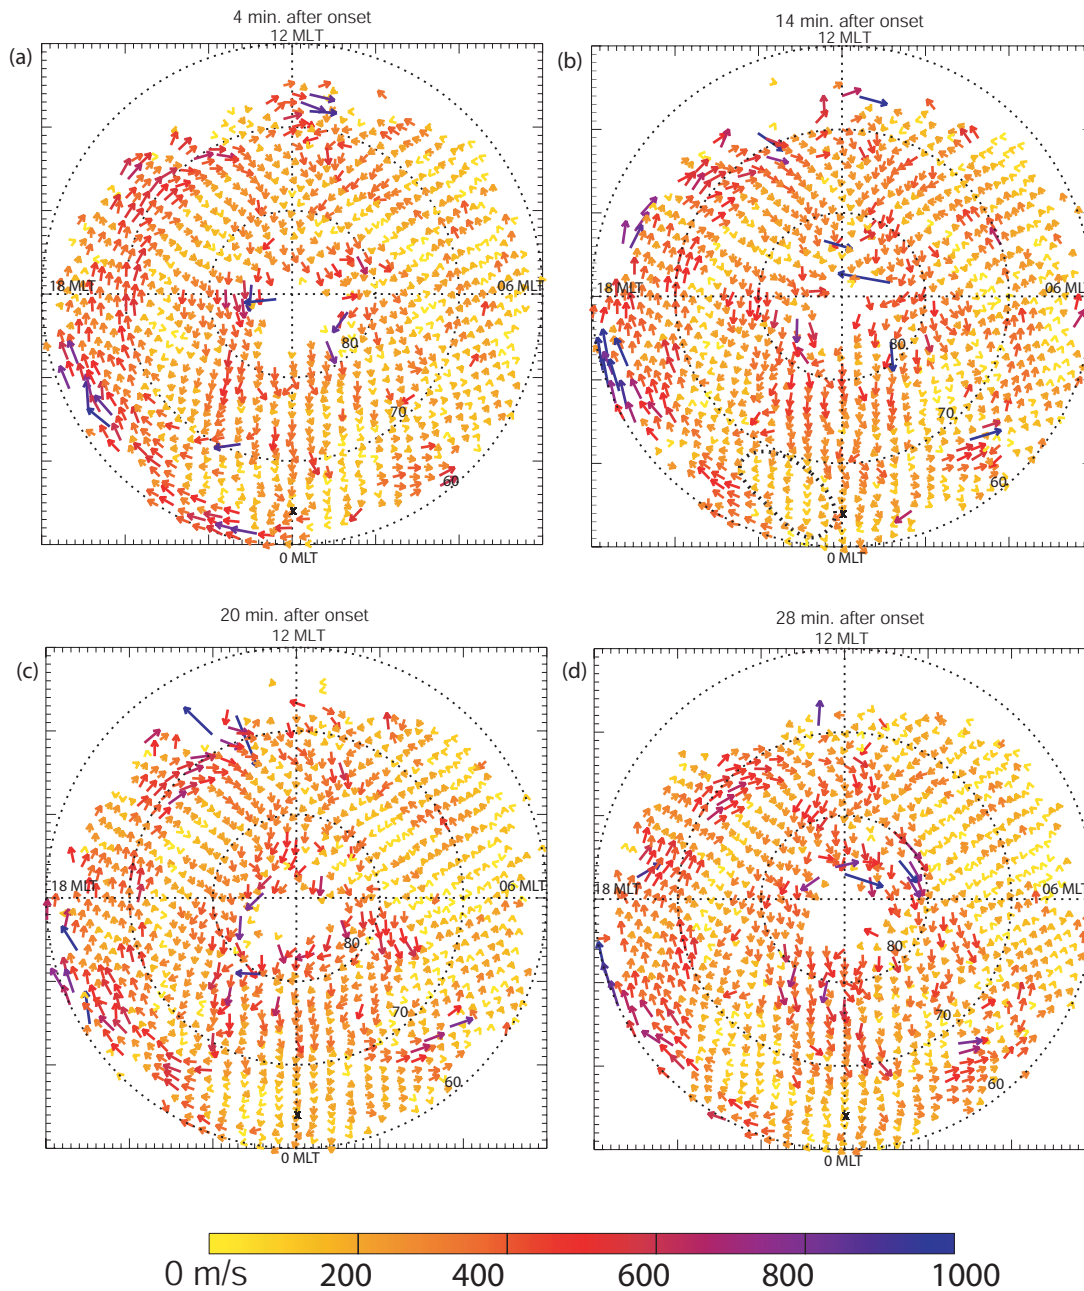 4 min. after onset
12 MLT
(a)
18 MLT
06 MLT
80
70
60
x
0 MLT
14 min. after onset
12 MLT
(b)
18 MLT
06 M
80
70
60
x
0 MLT
20 min. after onset
12 MLT
(c)
18 MLT
06 MLT
80
70
60
x
0 MLT
28 min. after onset
12 MLT
(d)
18 MLT
06 MLT
80
70
60
x
0 MLT
0 m/s 200 400 600 800 1000